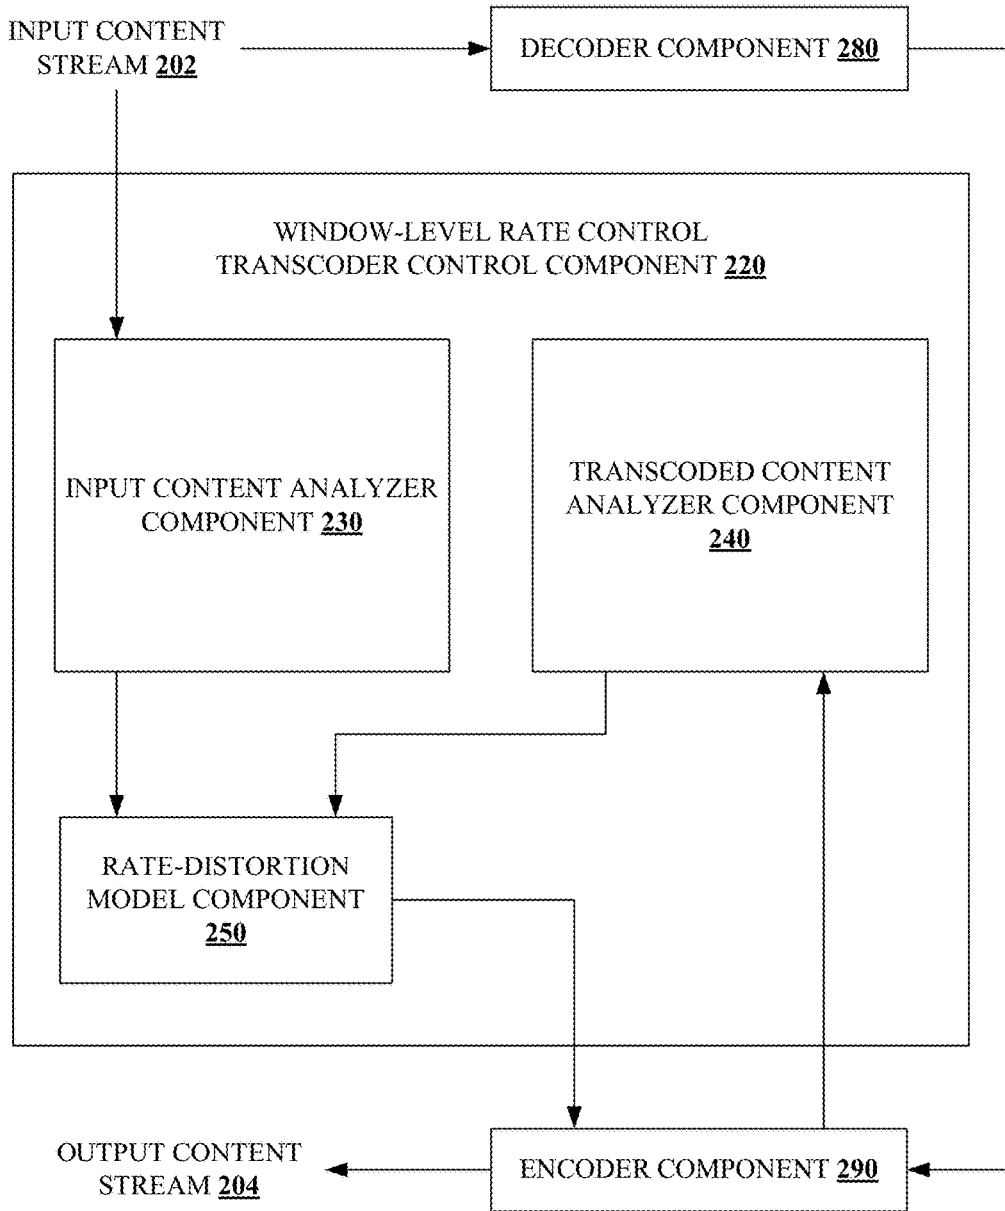 INPUT CONTENT
STREAM 202
DECODER COMPONENT 280
WINDOW-LEVEL RATE CONTROL
TRANSCODER CONTROL COMPONENT 220
INPUT CONTENT ANALYZER
COMPONENT 230
TRANSCODED CONTENT
ANALYZER COMPONENT
240
RATE-DISTORTION
MODEL COMPONENT
250
OUTPUT CONTENT
STREAM 204
ENCODER COMPONENT 290